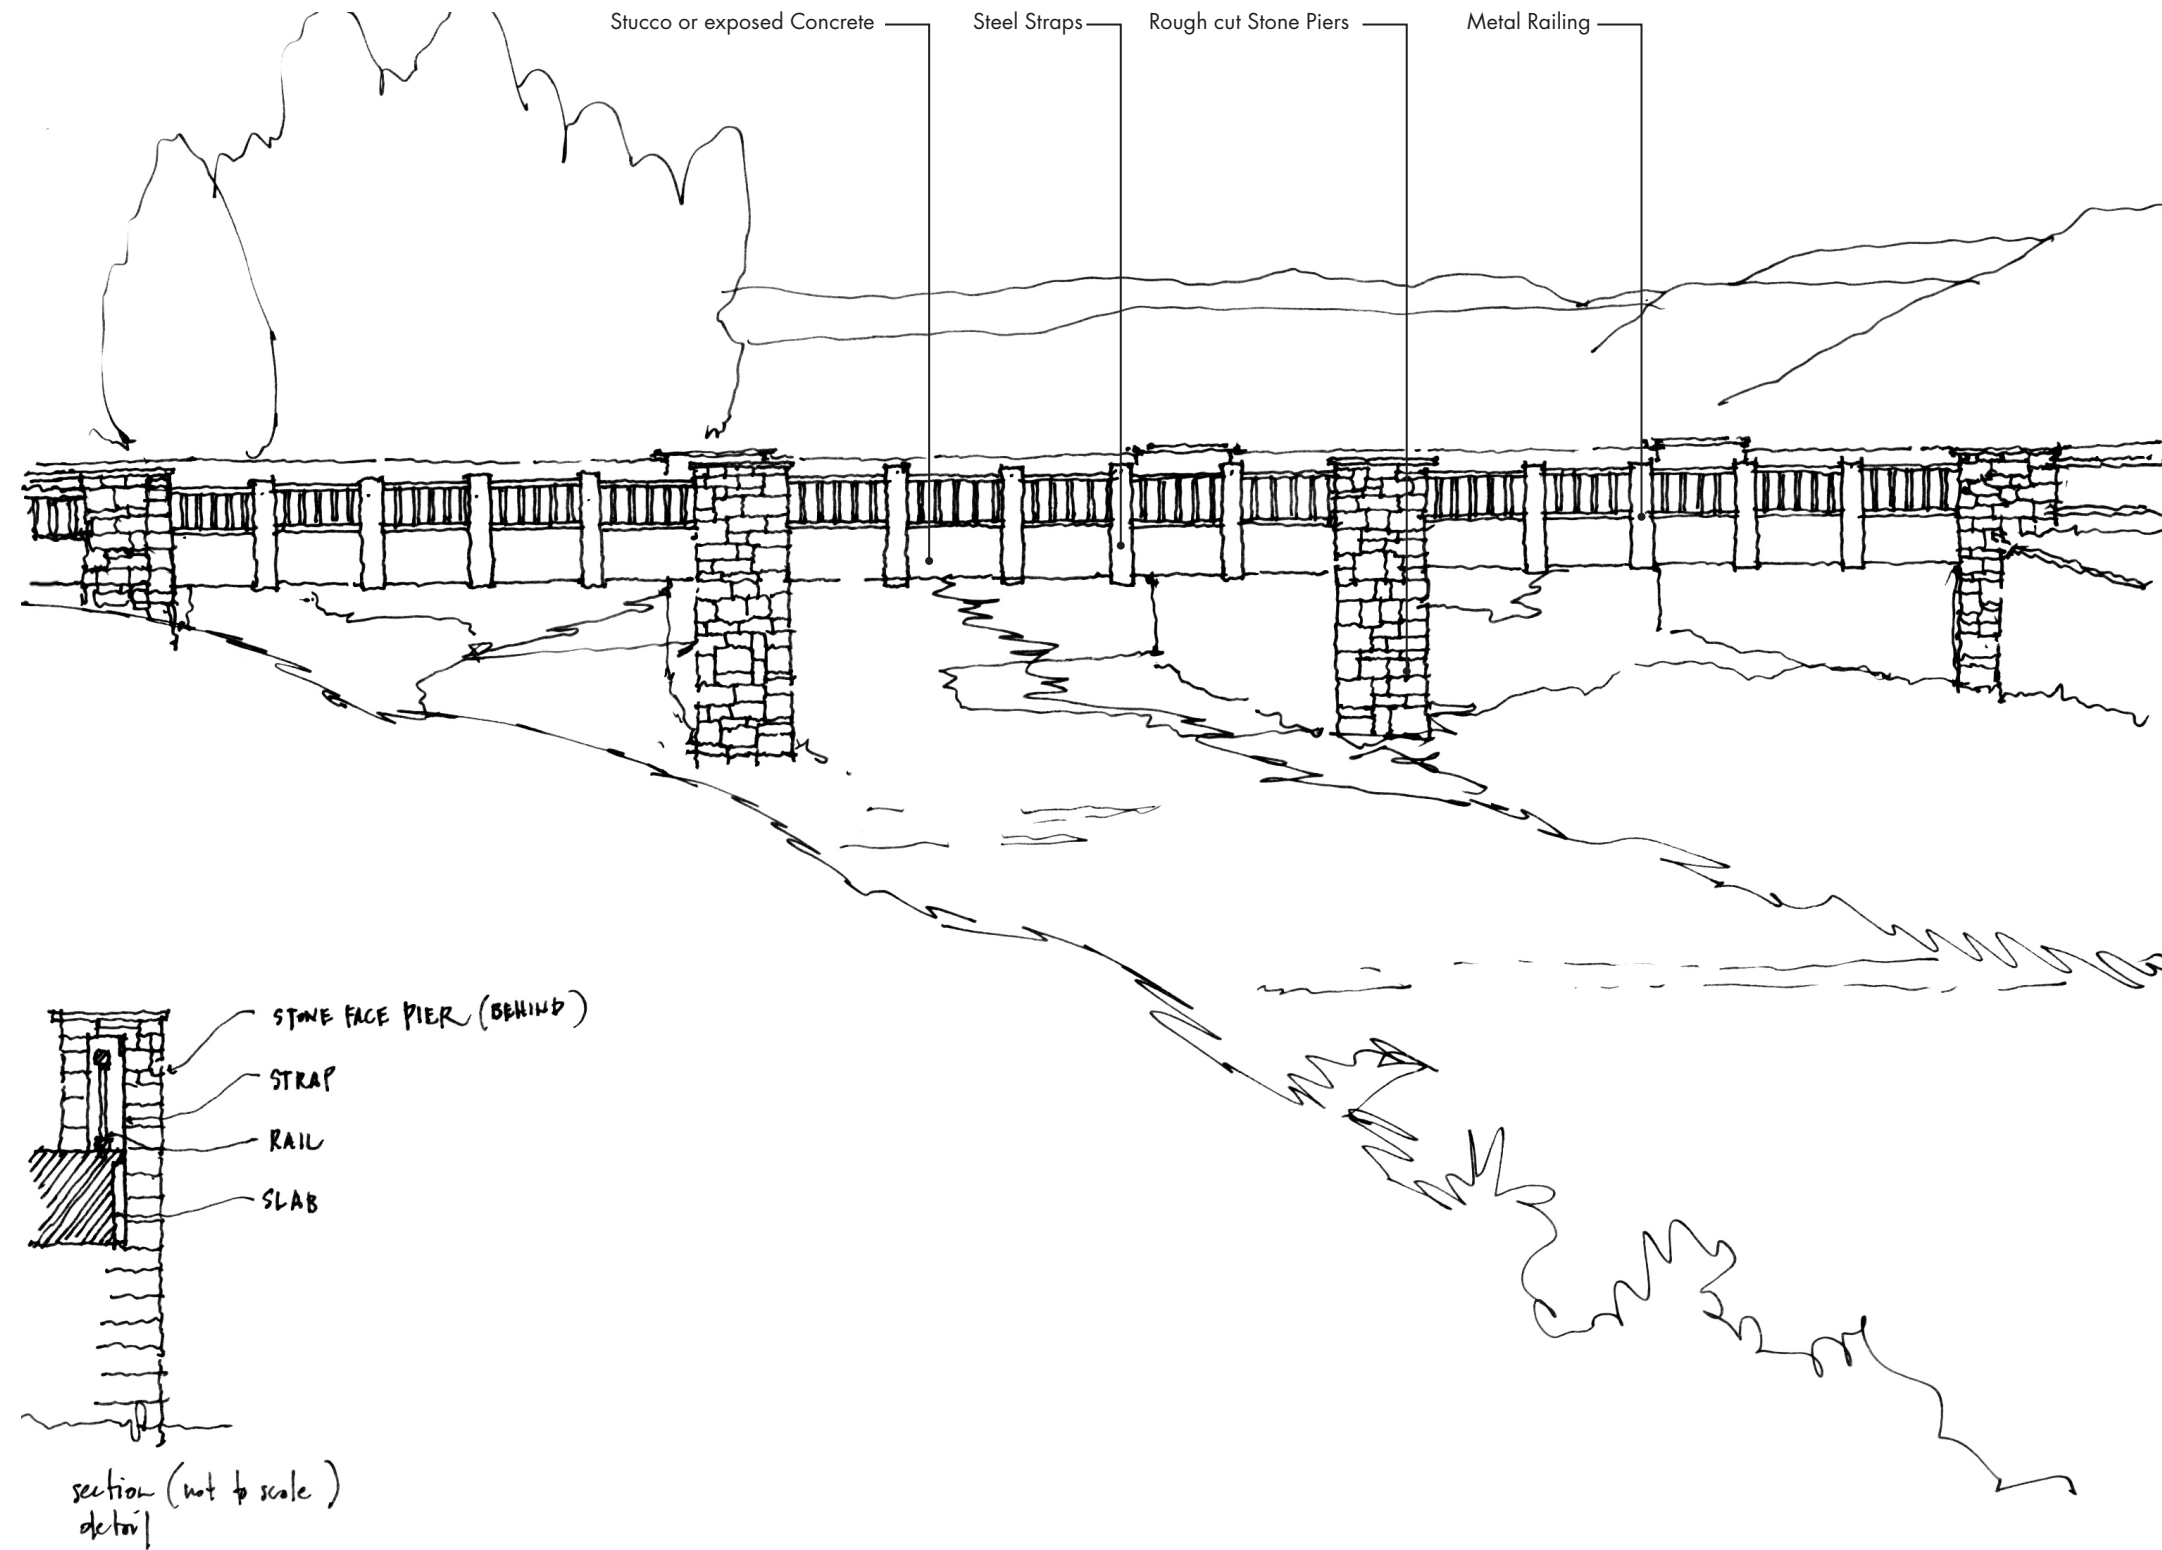 Stucco or exposed Concrete
Steel Straps
Rough cut Stone Piers
Metal Railing
STONE FACE PIER (BEHIND)
STRAP
RAIL
SLAB
section (not to scale)
detail